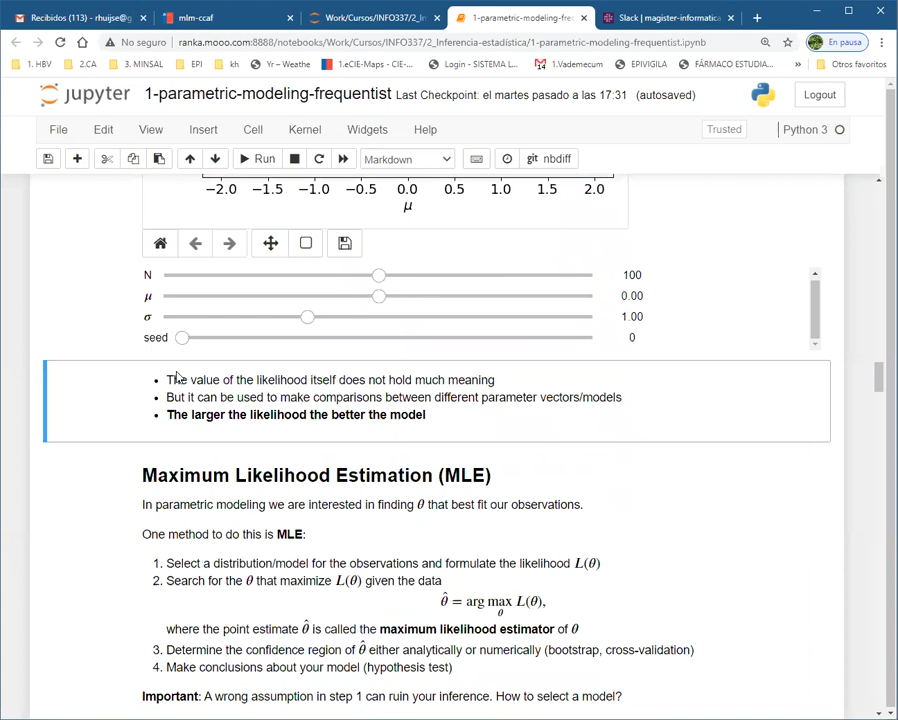 Recibidos (113) - rhuijse@g
mlm-ccaf
Work/Cursos/INFO337/2_In
1-parametric-modeling-fre
Slack | magister-informatica
No seguro
ranka.mooo.com:8888/notebooks/Work/Cursos/INFO337/2_Inferencia-estadística/1-parametric-modeling-frequentist.ipynb
En pausa
1. HBV
2.CA
3. MINSAL
EPI
kh
Yr – Weathe
1.eCIE-Maps - CIE-...
Login - SISTEMA L...
1.Vademecum
EPIVIGILA
FÁRMACO ESTUDIA...
»
Otros favoritos
jupyter
1-parametric-modeling-frequentist Last Checkpoint: el martes pasado a las 17:31 (autosaved)
Logout
File Edit View Insert Cell Kernel Widgets Help
Trusted
Python 3
Run
Markdown
git nbdiff
−2.0 −1.5 −1.0 −0.5 0.0 0.5 1.0 1.5 2.0
μ
N 100
μ 0.00
σ 1.00
seed 0
• The value of the likelihood itself does not hold much meaning
• But it can be used to make comparisons between different parameter vectors/models
• The larger the likelihood the better the model
Maximum Likelihood Estimation (MLE)
In parametric modeling we are interested in finding θ that best fit our observations.
One method to do this is MLE:
1. Select a distribution/model for the observations and formulate the likelihood L(θ)
2. Search for the θ that maximize L(θ) given the data
θ̂ = arg max L(θ),
θ
where the point estimate θ̂ is called the maximum likelihood estimator of θ
3. Determine the confidence region of θ̂ either analytically or numerically (bootstrap, cross-validation)
4. Make conclusions about your model (hypothesis test)
Important: A wrong assumption in step 1 can ruin your inference. How to select a model?